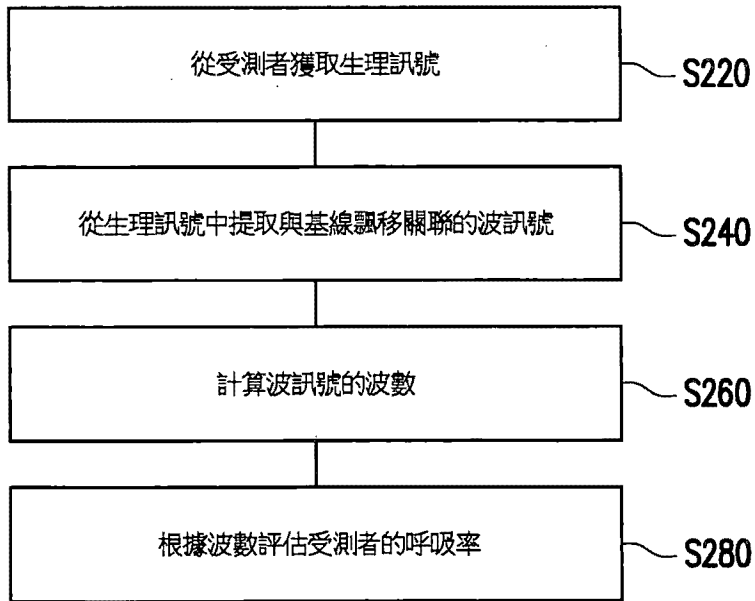 從受測者獲取生理訊號
S220
從生理訊號中提取與基線飄移關聯的波訊號
S240
計算波訊號的波數
S260
根據波數評估受測者的呼吸率
S280